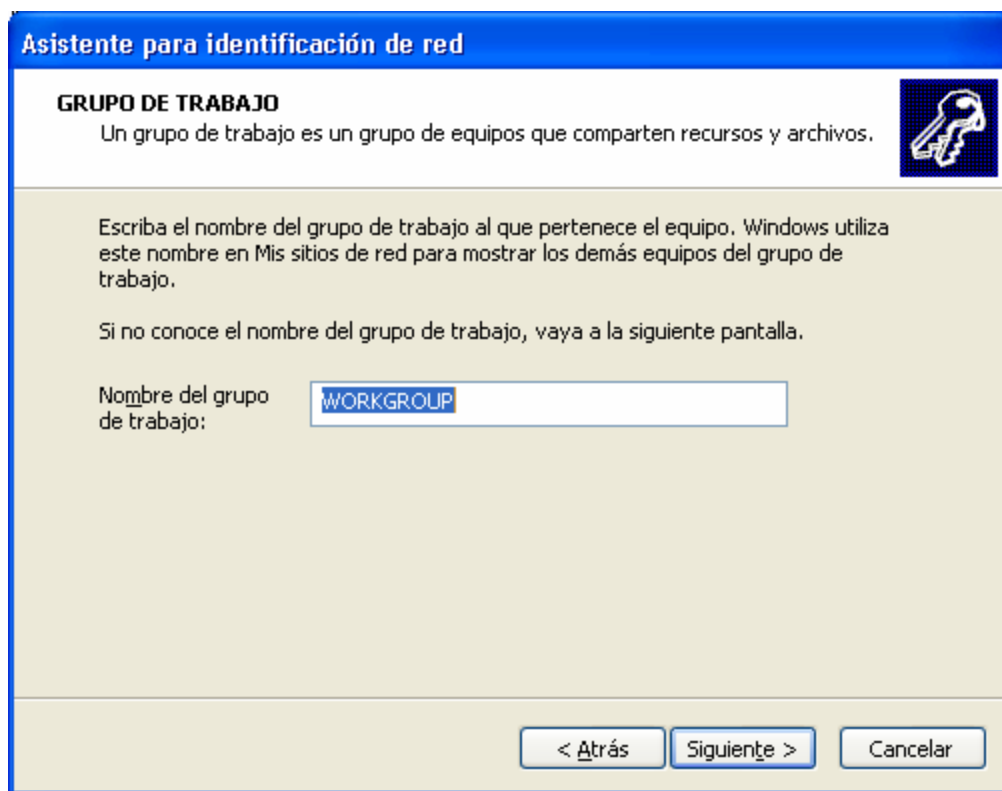 Asistente para identificación de red
GRUPO DE TRABAJO
Un grupo de trabajo es un grupo de equipos que comparten recursos y archivos.
Escriba el nombre del grupo de trabajo al que pertenece el equipo. Windows utiliza
este nombre en Mis sitios de red para mostrar los demás equipos del grupo de
trabajo.
Si no conoce el nombre del grupo de trabajo, vaya a la siguiente pantalla.
Nombre del grupo
de trabajo:
WORKGROUP
< Atrás
Siguiente >
Cancelar